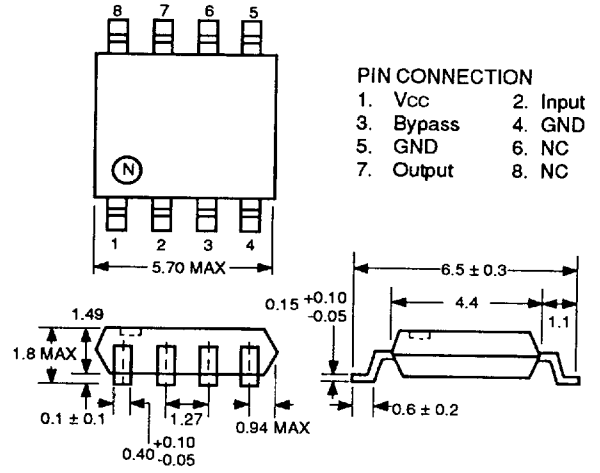 8 7 6 5
PIN CONNECTION
1. Vcc 2. Input
3. Bypass 4. GND
5. GND 6. NC
7. Output 8. NC
N
1 2 3 4
5.70 MAX
6.5 ± 0.3
0.15 +0.10
-0.05
4.4
1.1
1.49
1.8 MAX
0.1 ± 0.1
1.27
0.94 MAX
0.6 ± 0.2
0.40 +0.10
-0.05